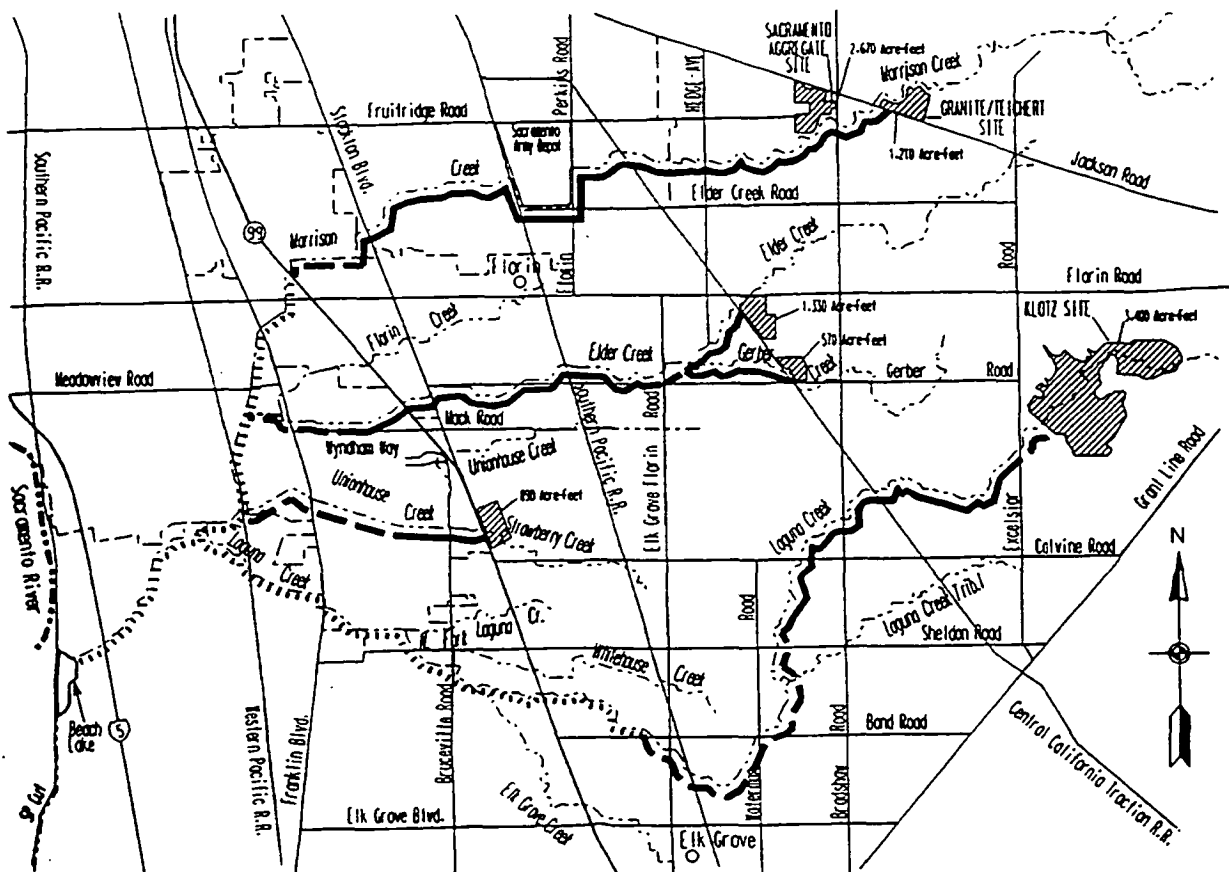 SACRAMENTO
AGGREGATE
SITE
2.670 Acre-feet
Morrison Creek
GRANITE/TEICHERT
SITE
1.210 Acre-feet
Jackson Road
Perkins Road
HEDGE AVE
Fruitridge Road
Stockton Blvd.
Sacramento
Army Depot
Southern Pacific R.R.
99
Creek
Morrison
Elder Creek Road
Elder Creek
Road
Florin
Florin
Florin Road
Florin Creek
1.330 Acre-feet
KLOTZ SITE
Acre-feet
570 Acre-feet
Elder Creek
Gerber
Creek
Gerber
Road
Meadowview Road
Mack Road
Southern Pacific R.R.
Elk Grove Florin Road
Wyndham Way
Unionhouse Creek
Unionhouse
Creek
Acre-feet
Strawberry Creek
Laguna Creek
Excelsior
Grant Line Road
N
Calvine Road
Sacramento River
Laguna
Creek
Road
Laguna Creek Trib.1
Sheldon Road
Laguna Cr.
N. Fork
Whitehouse
Creek
Beach
Lake
5
Western Pacific R.R.
Franklin Blvd.
Bruceville Road
Road
Bond Road
Waterman
Bradshaw
Central California Traction R.R.
Cut
Elk Grove Blvd.
Elk Grove Creek
Elk Grove